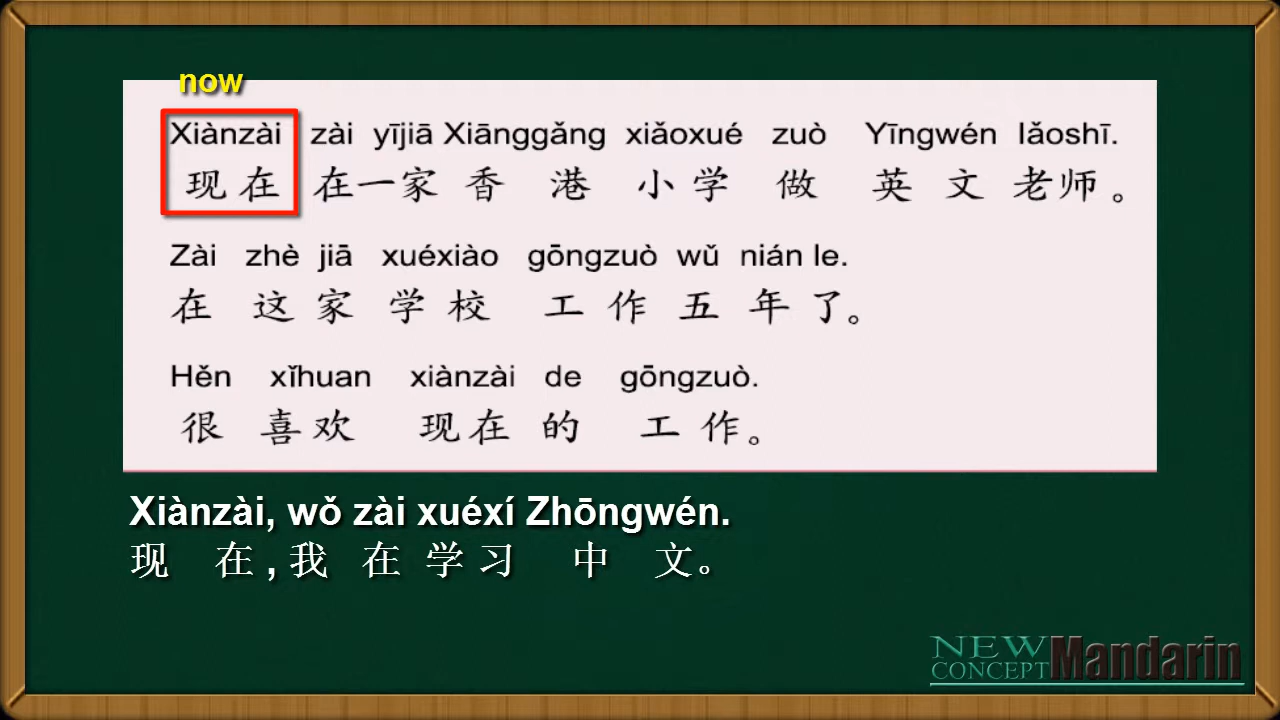 now
Xiànzài zài yījiā Xiānggǎng xiǎoxué zuò Yīngwén lǎoshī.
现在在一家香港小学做英文老师。
Zài zhè jiā xuéxiào gōngzuò wǔ nián le.
在这家学校工作五年了。
Hěn xǐhuan xiànzài de gōngzuò.
很喜欢现在的工作。
Xiànzài, wǒ zài xuéxí Zhōngwén.
现在,我在学习中文。
NEW CONCEPT Mandarin